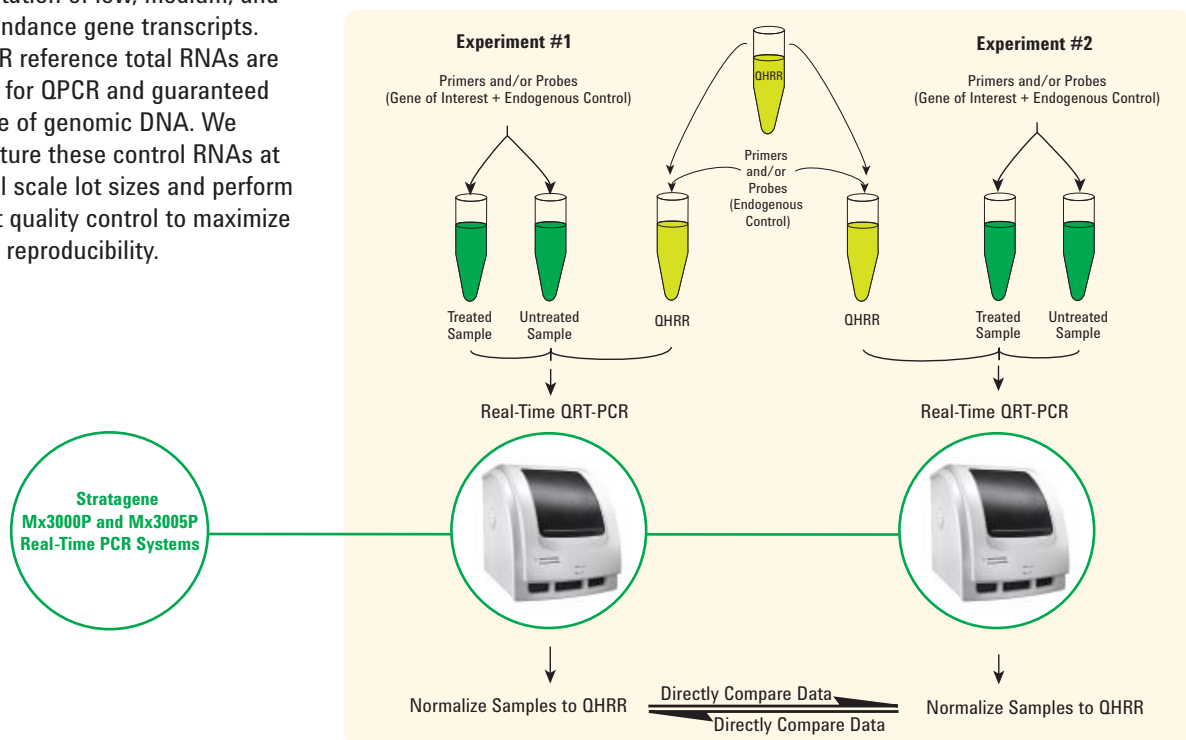 ndance gene transcripts.
R reference total RNAs are
for QPCR and guaranteed
e of genomic DNA. We
ture these control RNAs at
l scale lot sizes and perform
t quality control to maximize
reproducibility.
Experiment #1
Primers and/or Probes
(Gene of Interest + Endogenous Control)
QHRR
Primers
and/or
Probes
(Endogenous
Control)
Experiment #2
Primers and/or Probes
(Gene of Interest + Endogenous Control)
Treated
Sample
Untreated
Sample
QHRR
QHRR
Treated
Sample
Untreated
Sample
Real-Time QRT-PCR
Real-Time QRT-PCR
Stratagene
Mx3000P and Mx3005P
Real-Time PCR Systems
Normalize Samples to QHRR
Directly Compare Data
Directly Compare Data
Normalize Samples to QHRR